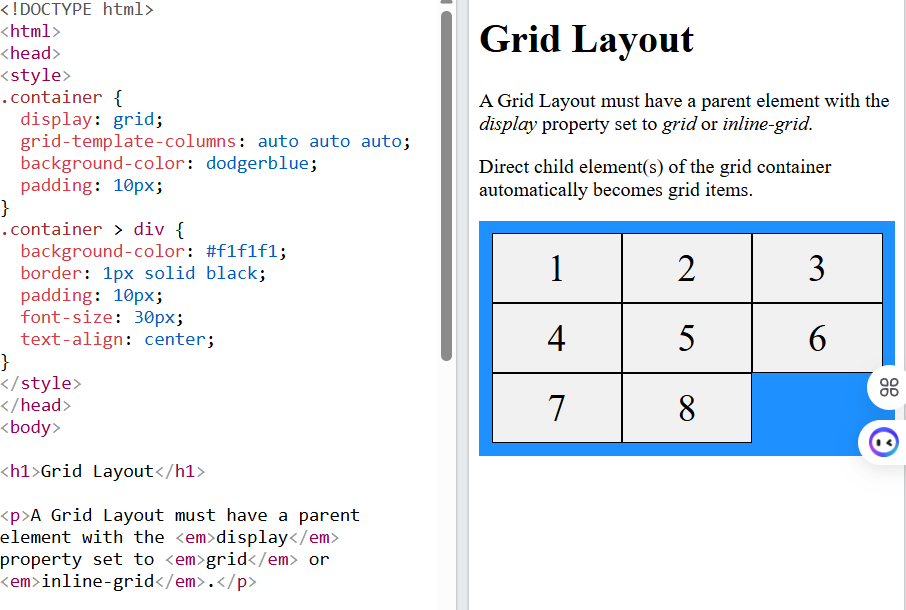 <!DOCTYPE html>
<html>
<head>
<style>
.container {
  display: grid;
  grid-template-columns: auto auto auto;
  background-color: dodgerblue;
  padding: 10px;
}
.container > div {
  background-color: #f1f1f1;
  border: 1px solid black;
  padding: 10px;
  font-size: 30px;
  text-align: center;
}
</style>
</head>
<body>
<h1>Grid Layout</h1>
<p>A Grid Layout must have a parent
element with the <em>display</em>
property set to <em>grid</em> or
<em>inline-grid</em>.</p>
Grid Layout
A Grid Layout must have a parent element with the
display property set to grid or inline-grid.
Direct child element(s) of the grid container
automatically becomes grid items.
1 2 3
4 5 6
7 8